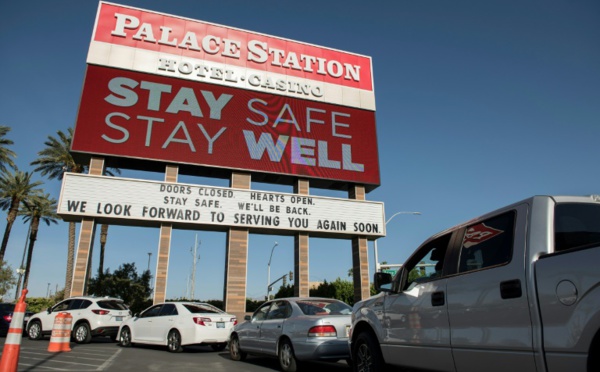 PALACE STATION
HOTEL · CASINO
STAY SAFE
STAY WELL
DOORS CLOSED. HEARTS OPEN.
STAY SAFE. WE'LL BE BACK.
WE LOOK FORWARD TO SERVING YOU AGAIN SOON.